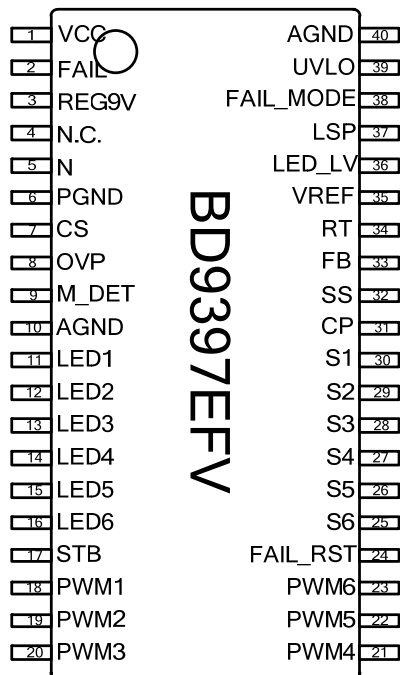 1 VCC AGND 40
2 FAIL UVLO 39
3 REG9V FAIL_MODE 38
4 N.C. LSP 37
5 N LED_LV 36
6 PGND VREF 35
7 CS RT 34
8 OVP FB 33
9 M_DET SS 32
10 AGND CP 31
11 LED1 S1 30
12 LED2 S2 29
13 LED3 S3 28
14 LED4 S4 27
15 LED5 S5 26
16 LED6 S6 25
17 STB FAIL_RST 24
18 PWM1 PWM6 23
19 PWM2 PWM5 22
20 PWM3 PWM4 21
BD9397EFV